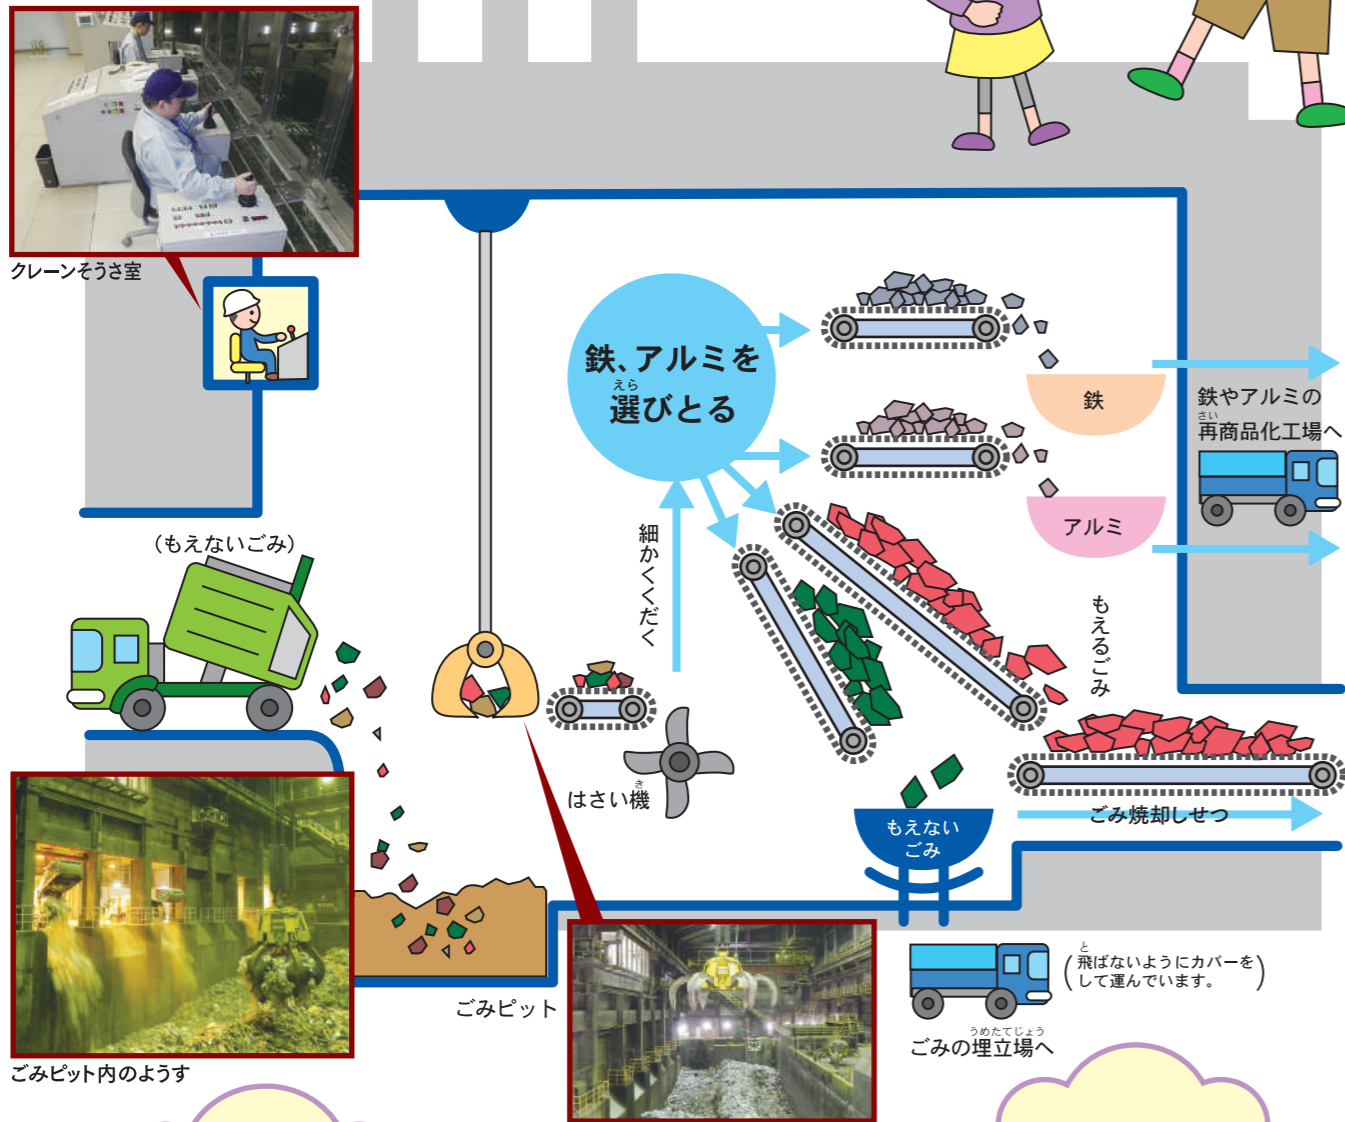 クレーンそうさ室
鉄、アルミを
えら
選びとる
鉄
鉄やアルミの
さい
再商品化工場へ
アルミ
(もえないごみ)
細かくくだく
もえるごみ
き
はさい機
もえない
ごみ
ごみ焼却しせつ
ごみピット
と
(飛ばないようにカバーを
して運んでいます。)
うめたてじょう
ごみの埋立場へ
ごみピット内のようす